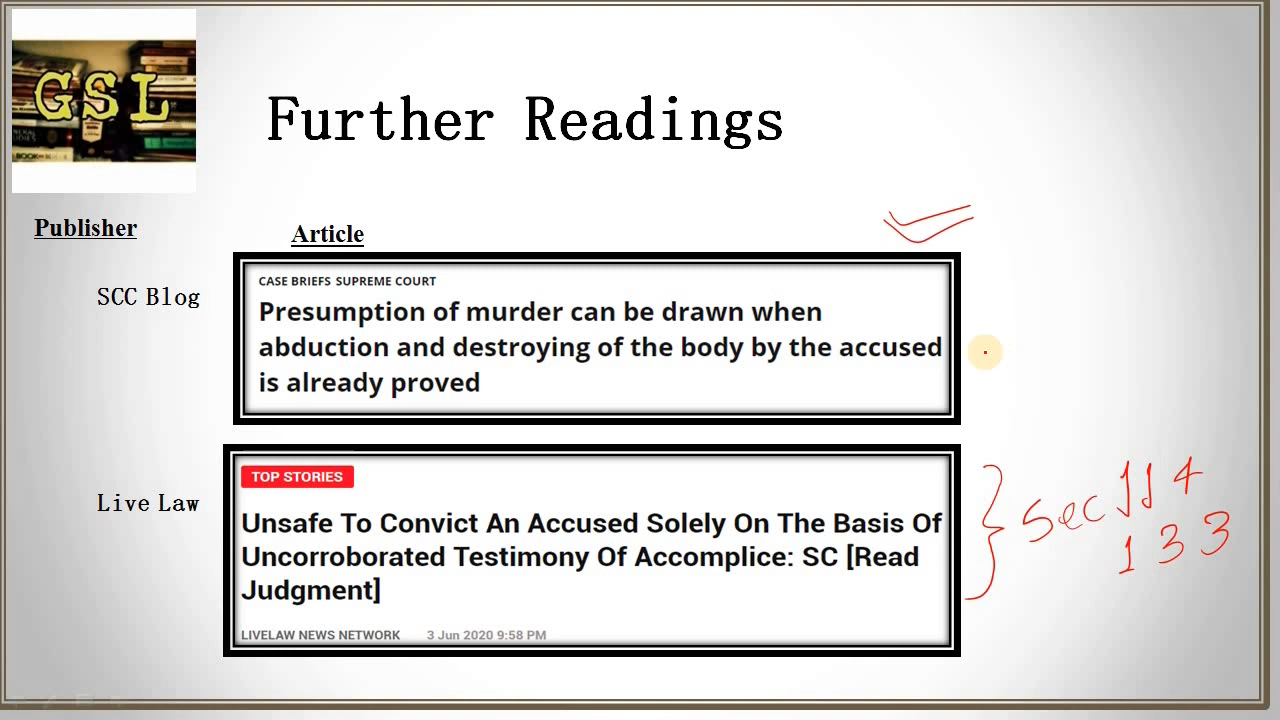 GSL
Further Readings
Publisher
Article
SCC Blog
CASE BRIEFS SUPREME COURT
Presumption of murder can be drawn when
abduction and destroying of the body by the accused
is already proved
Live Law
TOP STORIES
Unsafe To Convict An Accused Solely On The Basis Of
Uncorroborated Testimony Of Accomplice: SC [Read
Judgment]
LIVELAW NEWS NETWORK 3 Jun 2020 9:58 PM
Sec 114
133